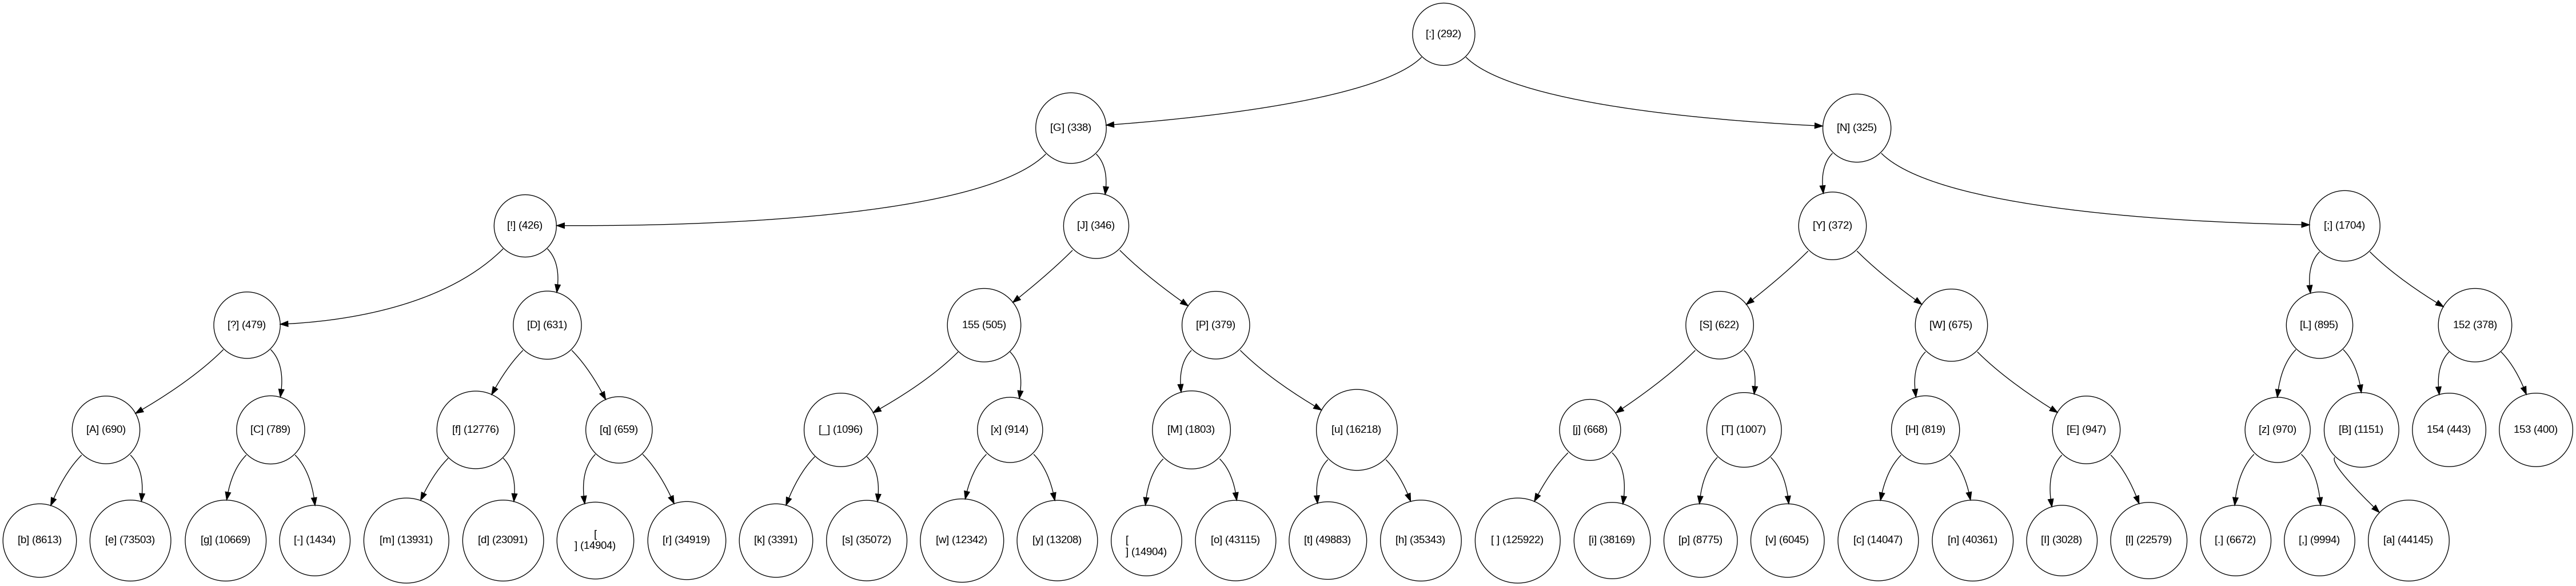 [:] (292)
[G] (338)
[N] (325)
[!] (426)
[J] (346)
[Y] (372)
[;] (1704)
[?] (479)
[D] (631)
155 (505)
[P] (379)
[S] (622)
[W] (675)
[L] (895)
152 (378)
[A] (690)
[C] (789)
[f] (12776)
[q] (659)
[_] (1096)
[x] (914)
[M] (1803)
[u] (16218)
[j] (668)
[T] (1007)
[H] (819)
[E] (947)
[z] (970)
[B] (1151)
154 (443)
153 (400)
[b] (8613)
[e] (73503)
[g] (10669)
[-] (1434)
[m] (13931)
[d] (23091)
[
] (14904)
[r] (34919)
[k] (3391)
[s] (35072)
[w] (12342)
[y] (13208)
[
] (14904)
[o] (43115)
[t] (49883)
[h] (35343)
[ ] (125922)
[i] (38169)
[p] (8775)
[v] (6045)
[c] (14047)
[n] (40361)
[I] (3028)
[l] (22579)
[.] (6672)
[,] (9994)
[a] (44145)